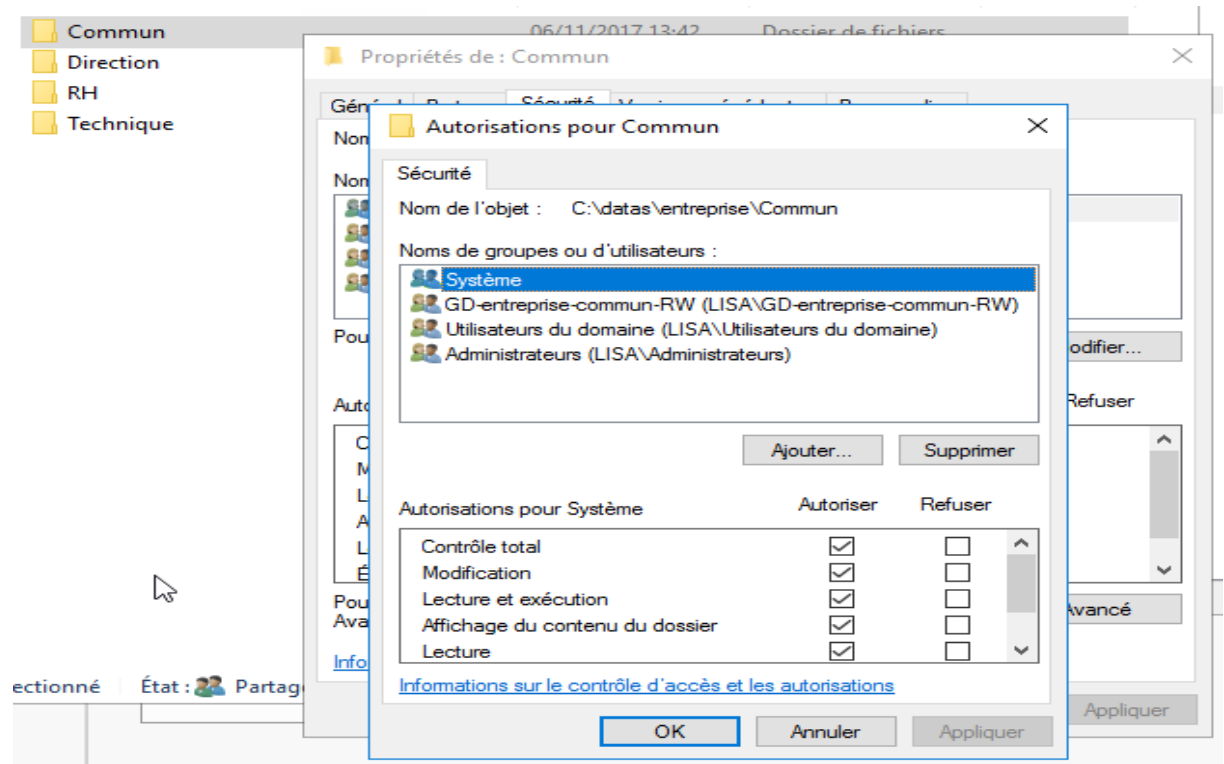 Commun 06/11/2017 13:42 Dossier de fichiers
Direction
RH
Technique
Propriétés de : Commun
Sécurité
Autorisations pour Commun
Sécurité
Nom de l'objet : C:\datas\entreprise\Commun
Noms de groupes ou d'utilisateurs :
Système
GD-entreprise-commun-RW (LISA\GD-entreprise-commun-RW)
Utilisateurs du domaine (LISA\Utilisateurs du domaine)
Administrateurs (LISA\Administrateurs)
odifier...
Refuser
Ajouter... Supprimer
Autorisations pour Système Autoriser Refuser
Contrôle total
Modification
Lecture et exécution
Affichage du contenu du dossier
Lecture
Pou
Ava
Avancé
Info
Informations sur le contrôle d'accès et les autorisations
ectionné État : Partag
OK Annuler Appliquer
Appliquer